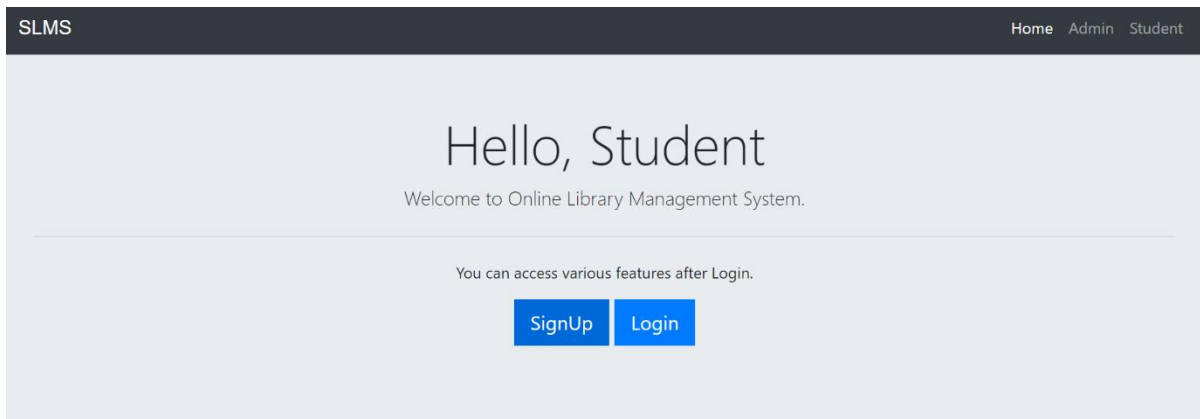 SLMS
Home Admin Student
Hello, Student
Welcome to Online Library Management System.
You can access various features after Login.
SignUp Login